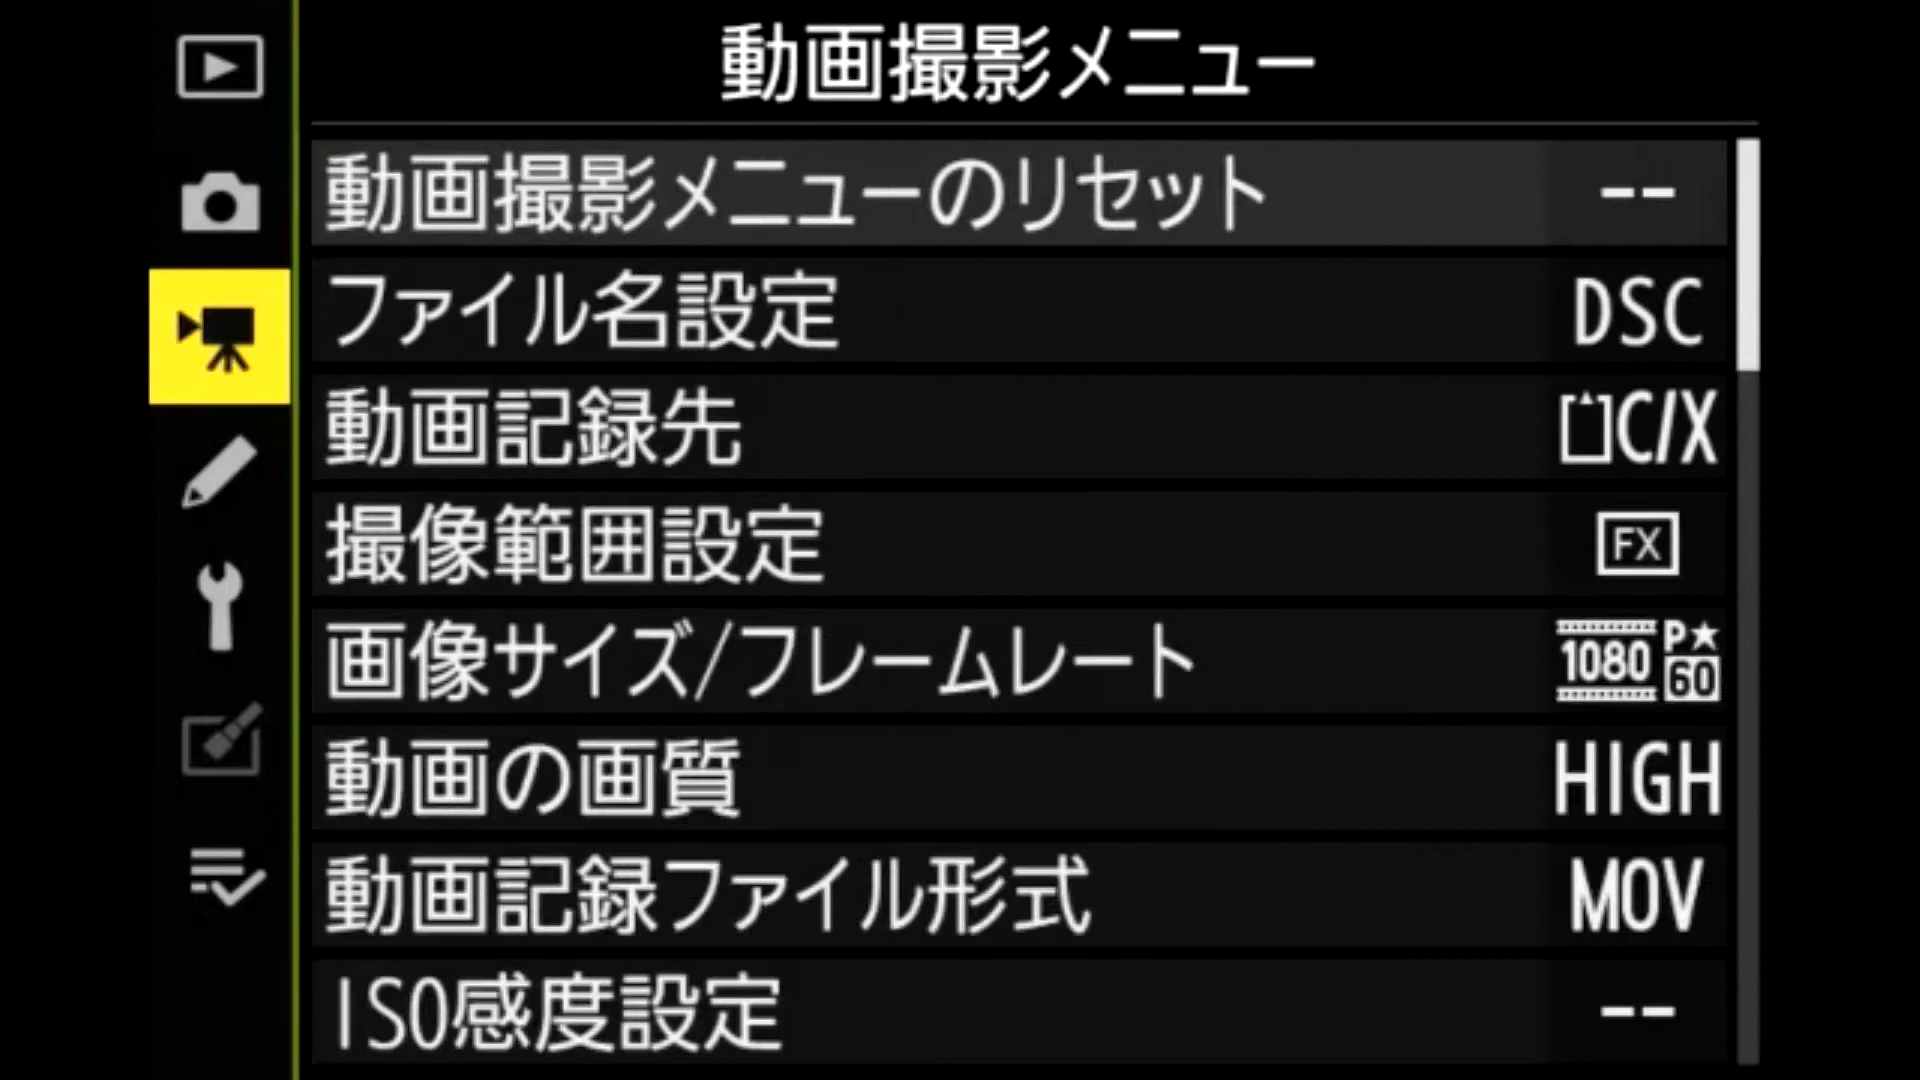 動画撮影メニュー
動画撮影メニューのリセット --
ファイル名設定 DSC
動画記録先 C/X
撮像範囲設定 FX
画像サイズ/フレームレート 1080 P★ 60
動画の画質 HIGH
動画記録ファイル形式 MOV
ISO感度設定 --